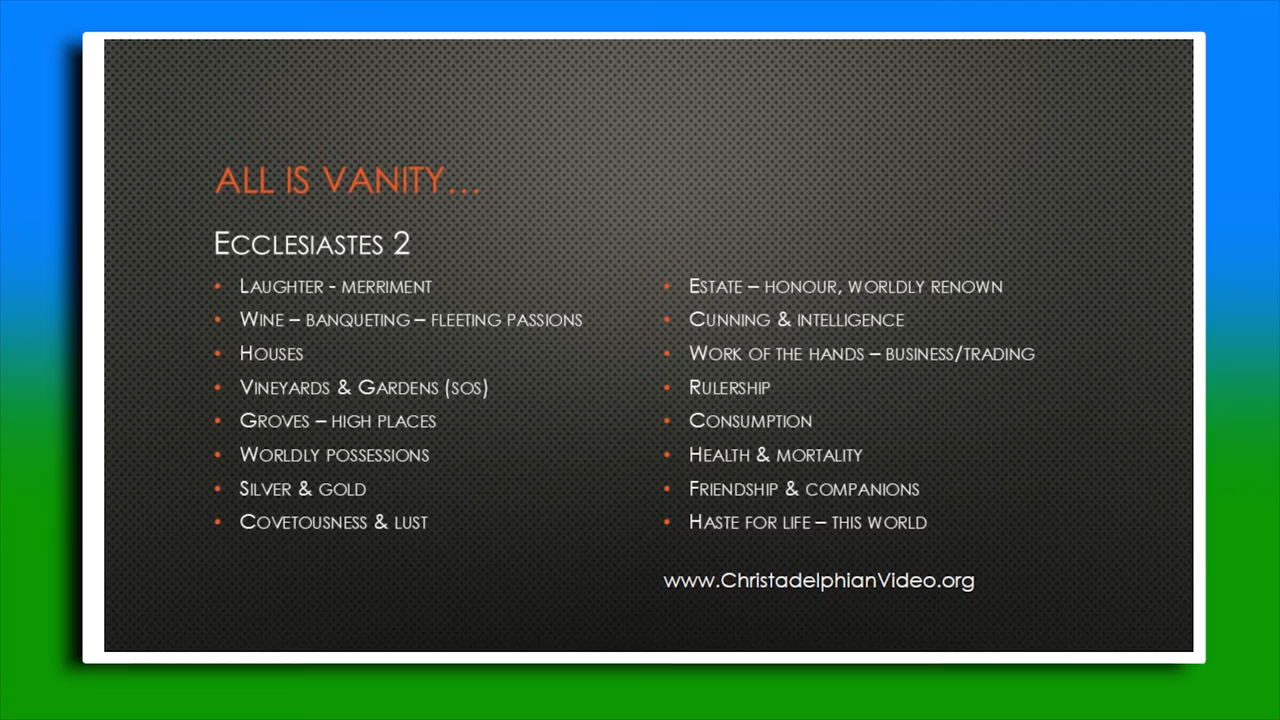 ALL IS VANITY...
ECCLESIASTES 2
• LAUGHTER - MERRIMENT
• WINE – BANQUETING – FLEETING PASSIONS
• HOUSES
• VINEYARDS & GARDENS (SOS)
• GROVES – HIGH PLACES
• WORLDLY POSSESSIONS
• SILVER & GOLD
• COVETOUSNESS & LUST
• ESTATE – HONOUR, WORLDLY RENOWN
• CUNNING & INTELLIGENCE
• WORK OF THE HANDS – BUSINESS/TRADING
• RULERSHIP
• CONSUMPTION
• HEALTH & MORTALITY
• FRIENDSHIP & COMPANIONS
• HASTE FOR LIFE – THIS WORLD
www.ChristadelphianVideo.org